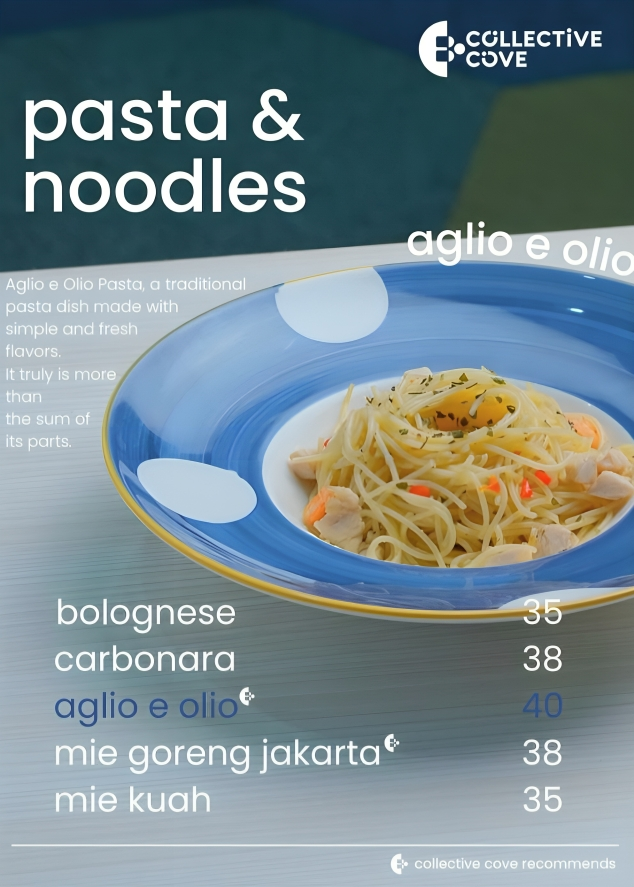 COLLECTIVE
COVE
pasta &
noodles
aglio e olio
Aglio e Olio Pasta, a traditional
pasta dish made with
simple and fresh
flavors.
It truly is more
than
the sum of
its parts.
bolognese 35
carbonara 38
aglio e olio 40
mie goreng jakarta 38
mie kuah 35
collective cove recommends